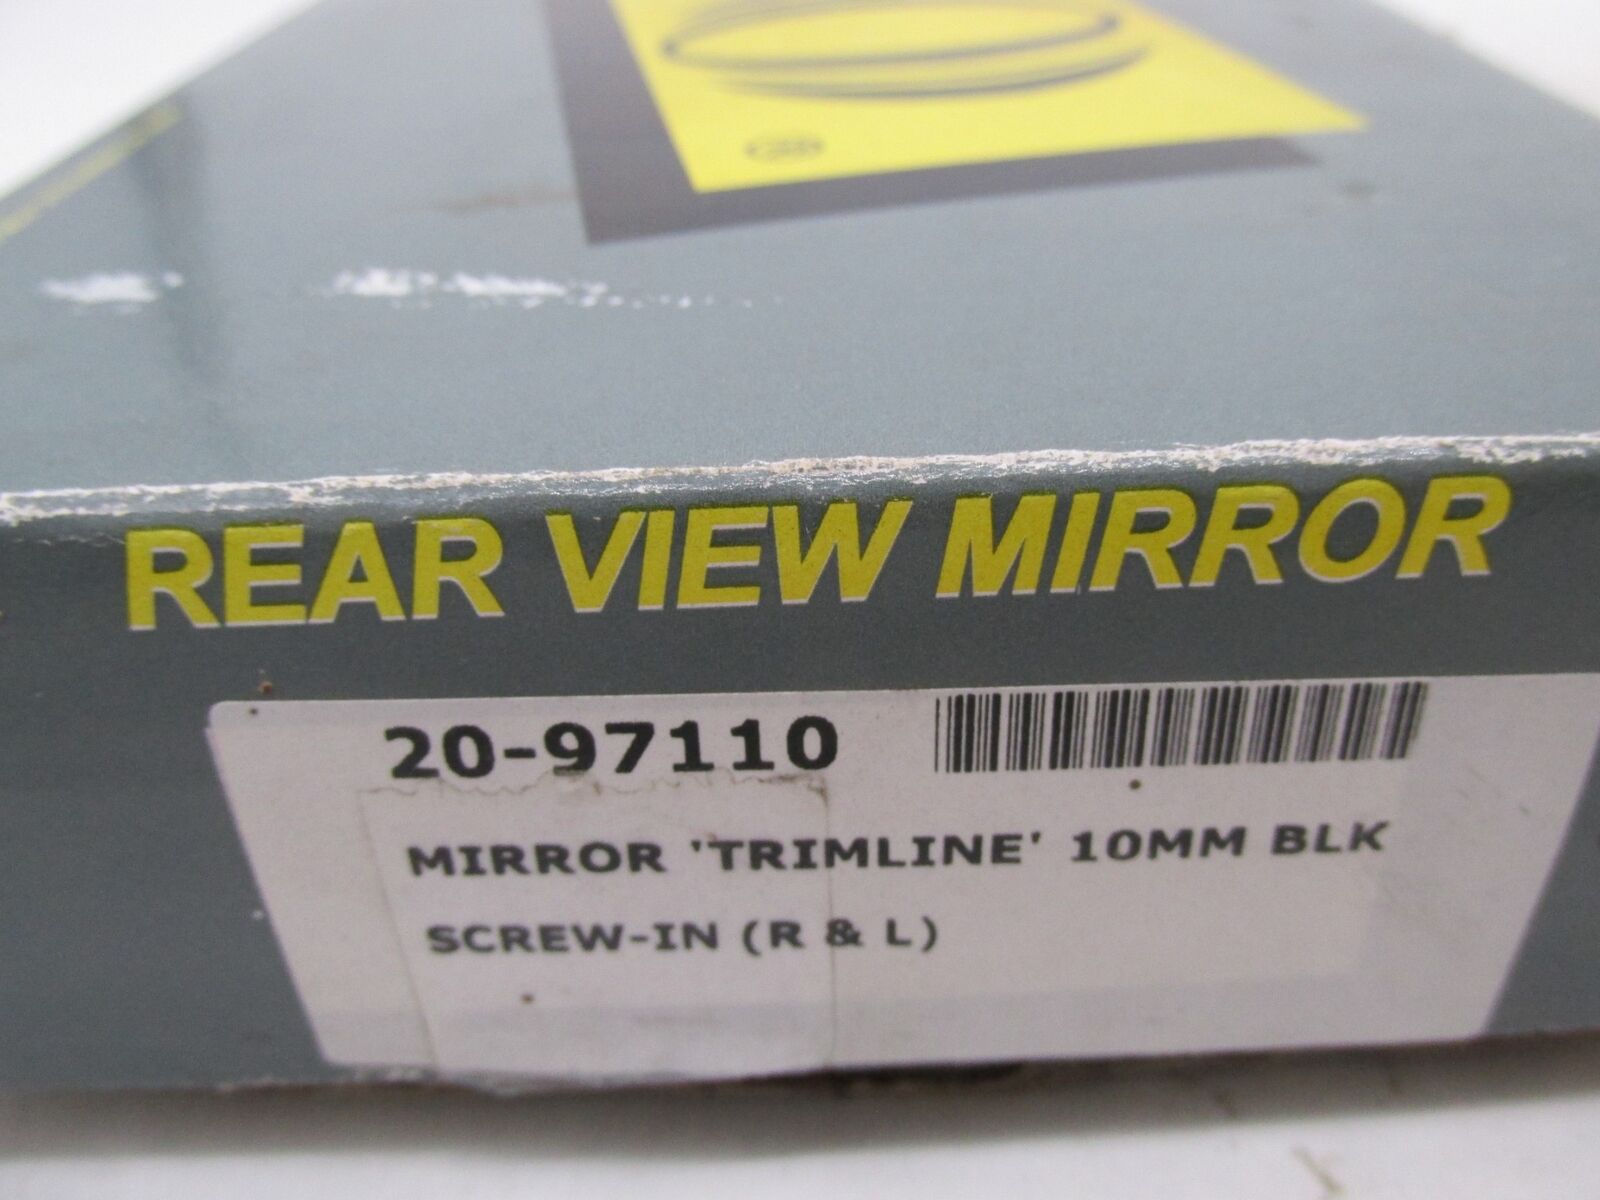 REAR VIEW MIRROR
20-97110
MIRROR 'TRIMLINE' 10MM BLK
SCREW-IN (R & L)